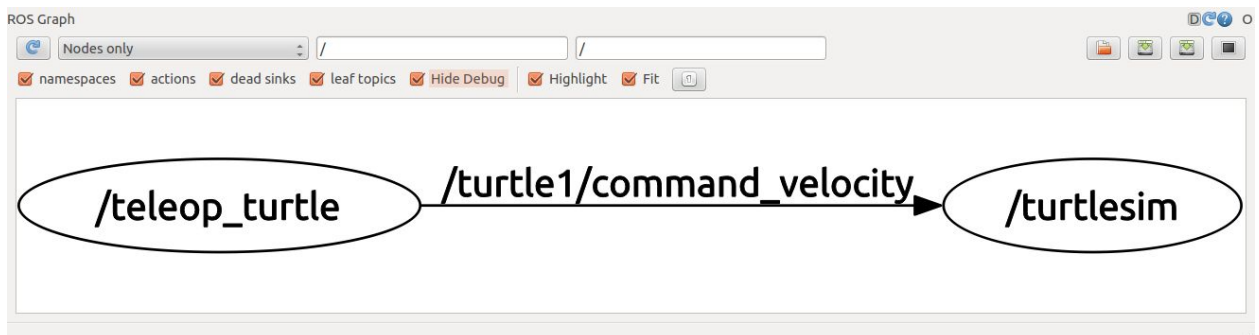 ROS Graph D ? O
Nodes only / /
namespaces actions dead sinks leaf topics Hide Debug Highlight Fit
/teleop_turtle /turtle1/command_velocity /turtlesim